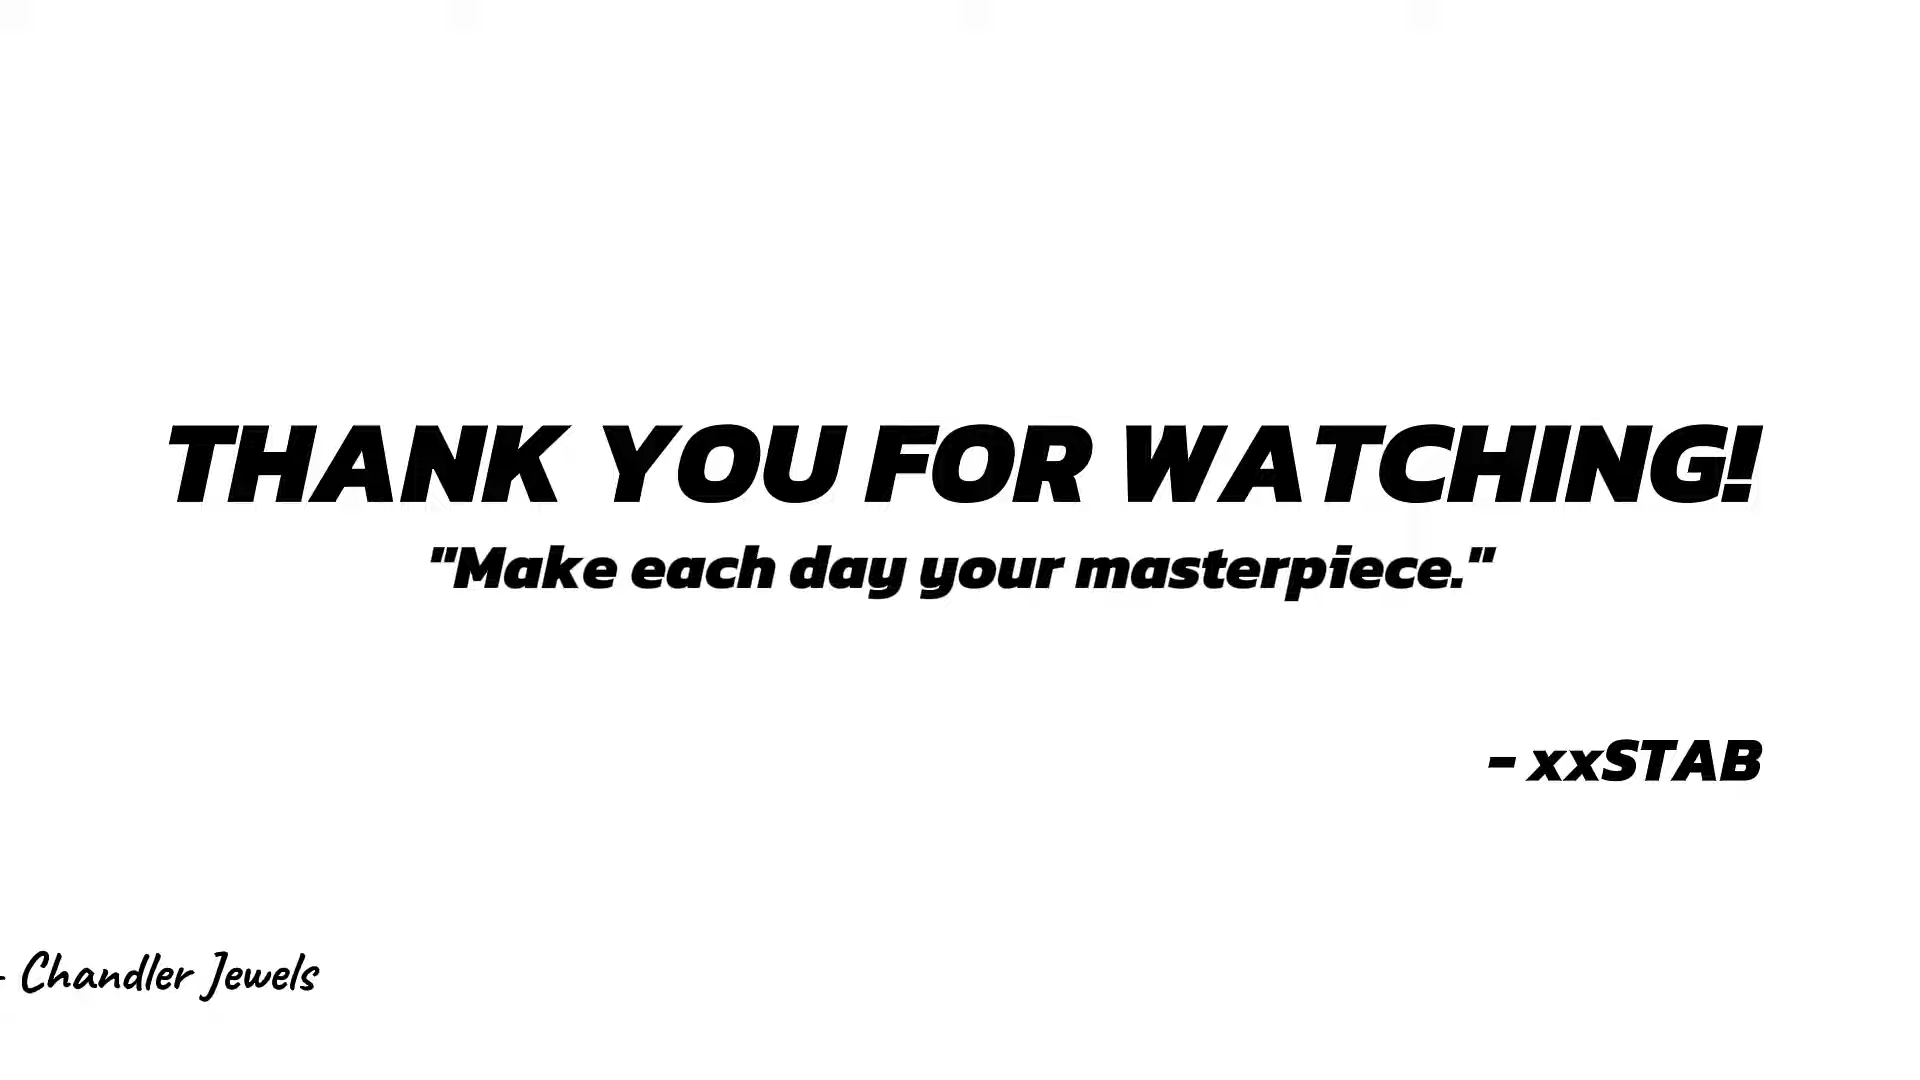 THANK YOU FOR WATCHING!
"Make each day your masterpiece."
- xxSTAB
- Chandler Jewels